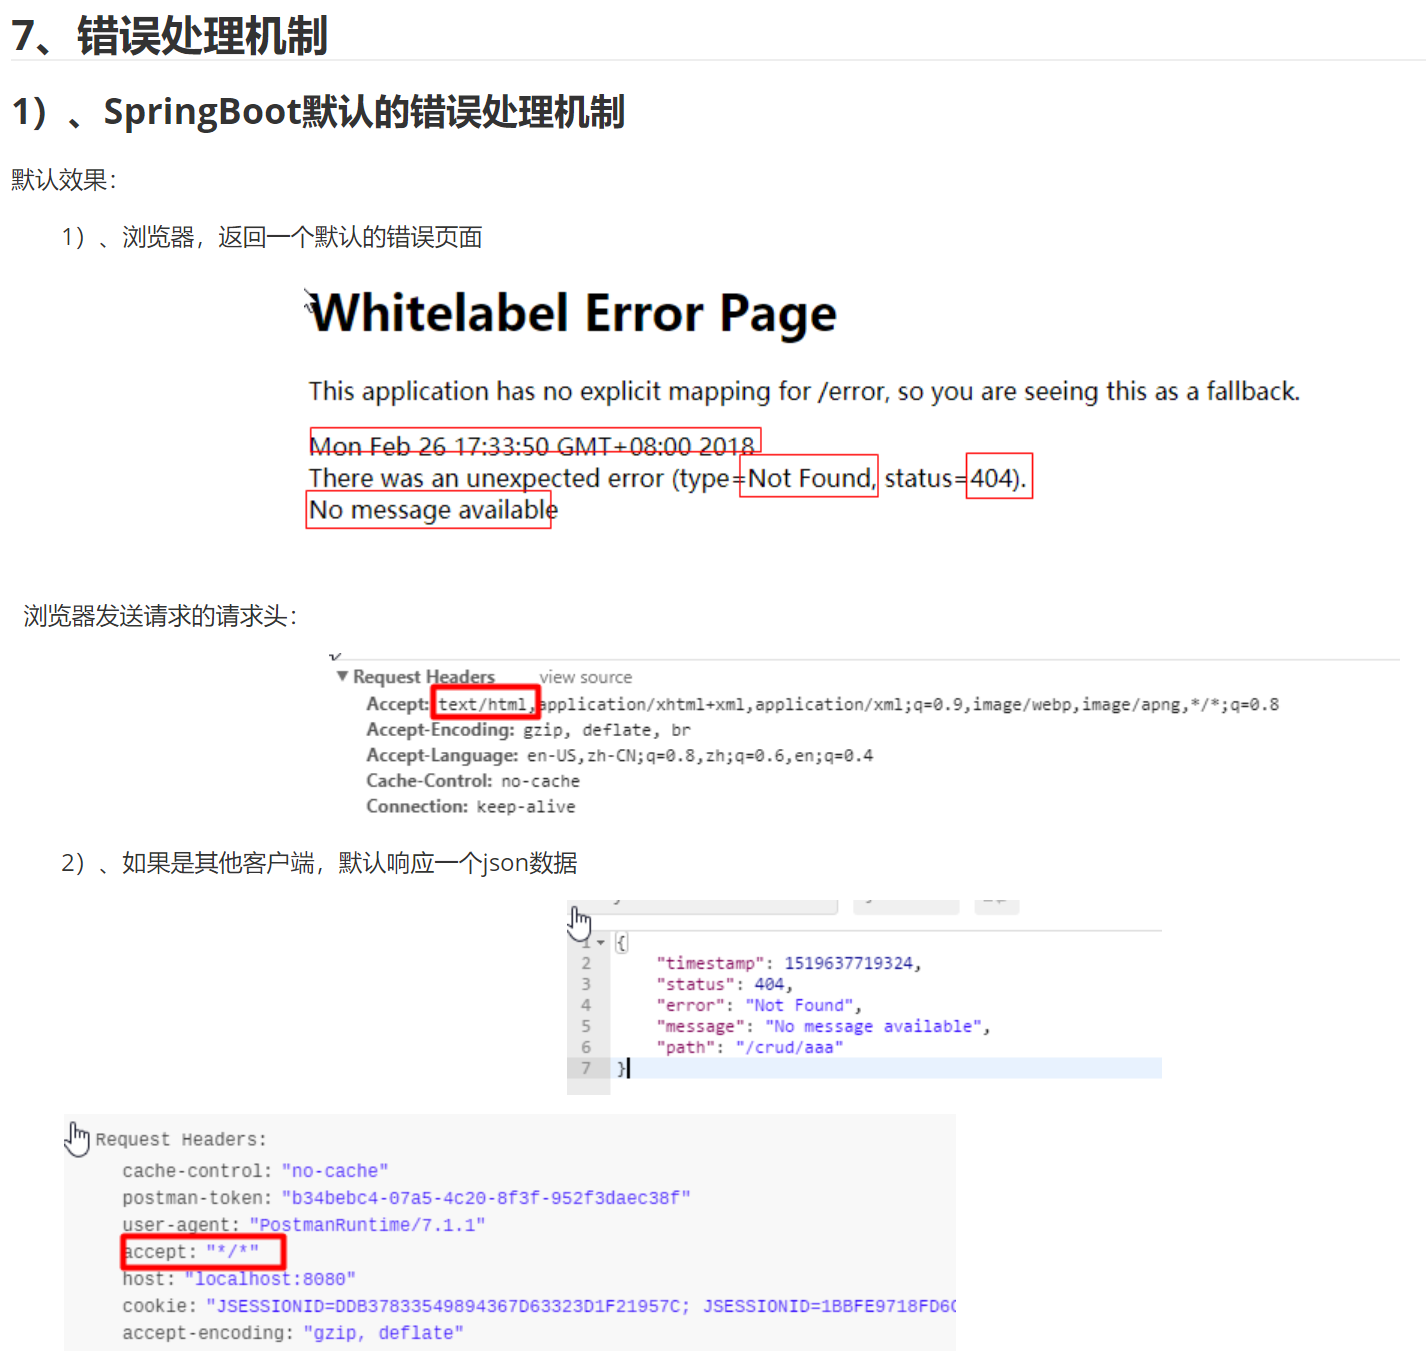 7、错误处理机制
1）、SpringBoot默认的错误处理机制
默认效果：
1）、浏览器，返回一个默认的错误页面
Whitelabel Error Page
This application has no explicit mapping for /error, so you are seeing this as a fallback.
Mon Feb 26 17:33:50 GMT+08:00 2018
There was an unexpected error (type=Not Found, status=404).
No message available
浏览器发送请求的请求头：
▼ Request Headers view source
Accept: text/html,application/xhtml+xml,application/xml;q=0.9,image/webp,image/apng,*/*;q=0.8
Accept-Encoding: gzip, deflate, br
Accept-Language: en-US,zh-CN;q=0.8,zh;q=0.6,en;q=0.4
Cache-Control: no-cache
Connection: keep-alive
2）、如果是其他客户端，默认响应一个json数据
1 {
2 "timestamp": 1519637719324,
3 "status": 404,
4 "error": "Not Found",
5 "message": "No message available",
6 "path": "/crud/aaa"
7 }
Request Headers:
cache-control: "no-cache"
postman-token: "b34bebc4-07a5-4c20-8f3f-952f3daec38f"
user-agent: "PostmanRuntime/7.1.1"
accept: "*/*"
host: "localhost:8080"
cookie: "JSESSIONID=DDB37833549894367D63323D1F21957C; JSESSIONID=1BBFE9718FD6
accept-encoding: "gzip, deflate"